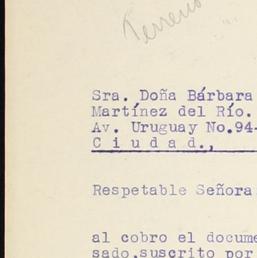 Terreno
Sra. Doña Bárbara
Martínez del Río.
Av. Uruguay No.94-
C i u d a d.,
Respetable Señora
al cobro el docume
sado,suscrito por